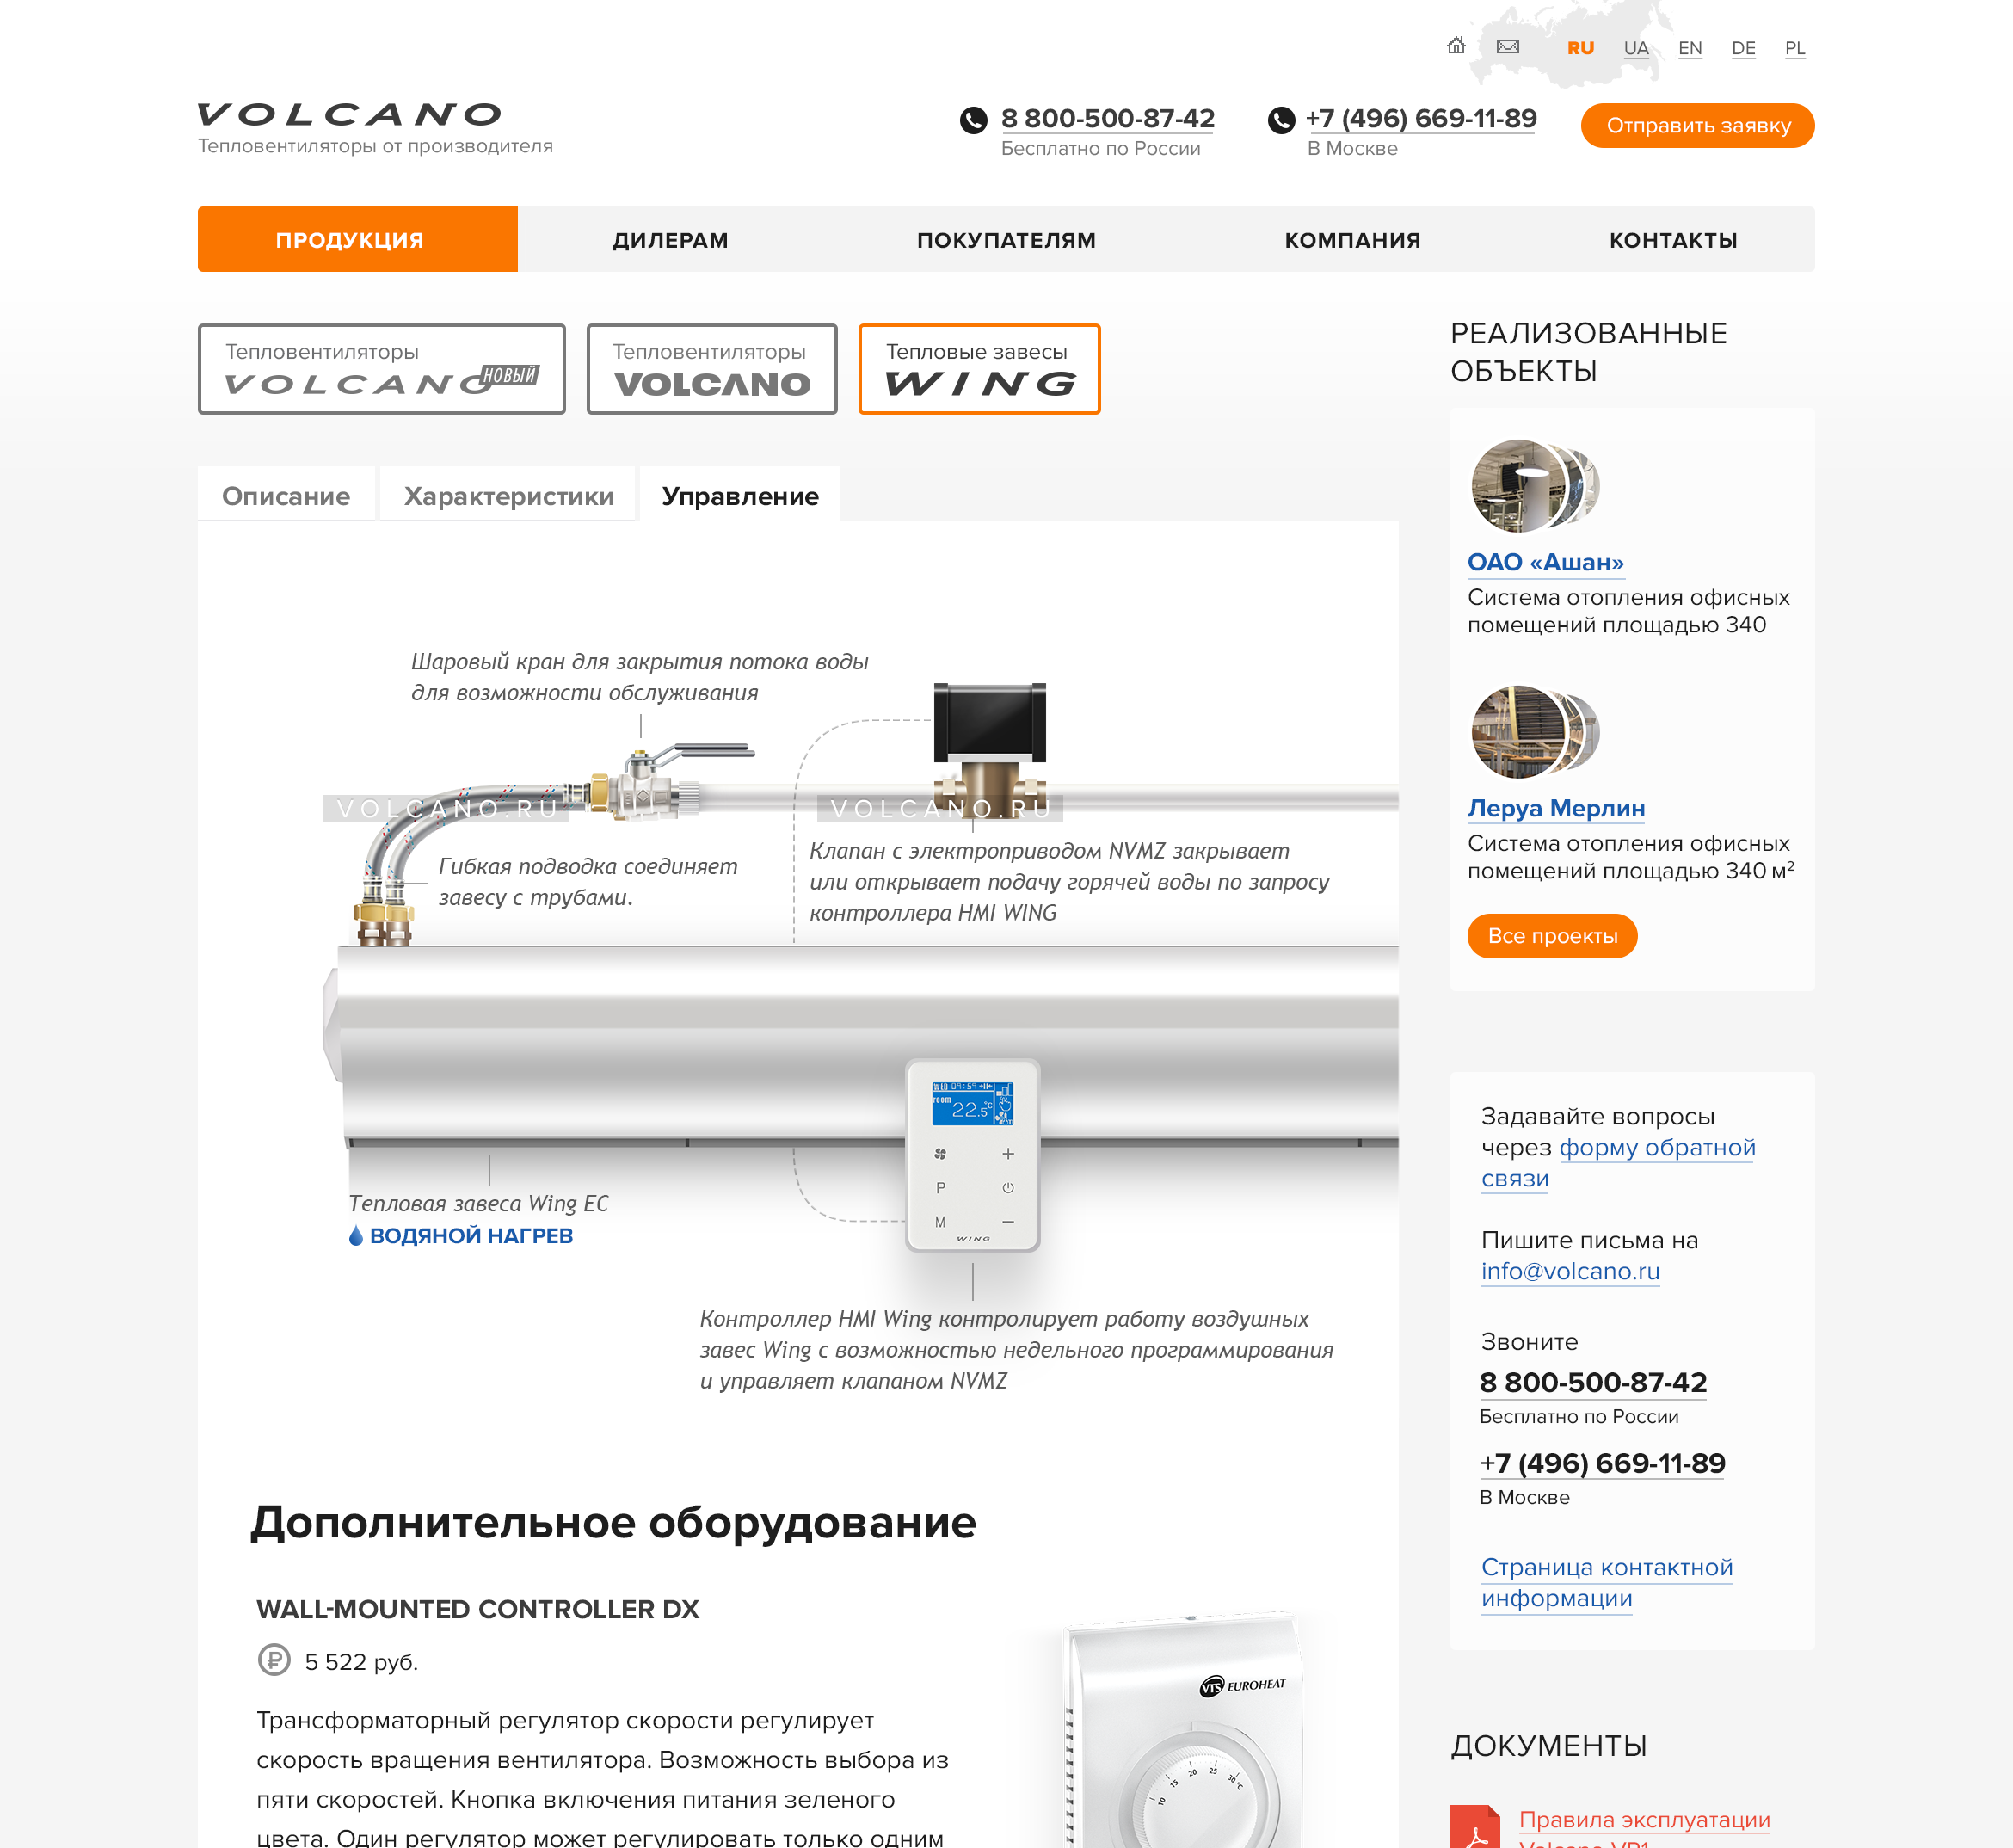 RU UA EN DE PL
VOLCANO
Тепловентиляторы от производителя
8 800-500-87-42
Бесплатно по России
+7 (496) 669-11-89
В Москве
Отправить заявку
ПРОДУКЦИЯ ДИЛЕРАМ ПОКУПАТЕЛЯМ КОМПАНИЯ КОНТАКТЫ
Тепловентиляторы
VOLCANO НОВЫЙ
Тепловентиляторы
VOLCANO
Тепловые завесы
WING
Описание Характеристики Управление
Шаровый кран для закрытия потока воды
для возможности обслуживания
VOLCANO.RU VOLCANO.RU
Гибкая подводка соединяет
завесу с трубами.
Клапан с электроприводом NVMZ закрывает
или открывает подачу горячей воды по запросу
контроллера HMI WING
09:59
room
22.5°C
P
M
WING
Тепловая завеса Wing EC
ВОДЯНОЙ НАГРЕВ
Контроллер HMI Wing контролирует работу воздушных
завес Wing с возможностью недельного программирования
и управляет клапаном NVMZ
Дополнительное оборудование
WALL-MOUNTED CONTROLLER DX
5 522 руб.
Трансформаторный регулятор скорости регулирует
скорость вращения вентилятора. Возможность выбора из
пяти скоростей. Кнопка включения питания зеленого
цвета. Один регулятор может регулировать только одним
VTS EUROHEAT
10 15 20 25 30 °C
РЕАЛИЗОВАННЫЕ
ОБЪЕКТЫ
ОАО «Ашан»
Система отопления офисных
помещений площадью 340
Леруа Мерлин
Система отопления офисных
помещений площадью 340 м²
Все проекты
Задавайте вопросы
через форму обратной
связи
Пишите письма на
info@volcano.ru
Звоните
8 800-500-87-42
Бесплатно по России
+7 (496) 669-11-89
В Москве
Страница контактной
информации
ДОКУМЕНТЫ
Правила эксплуатации
Volcano VR1